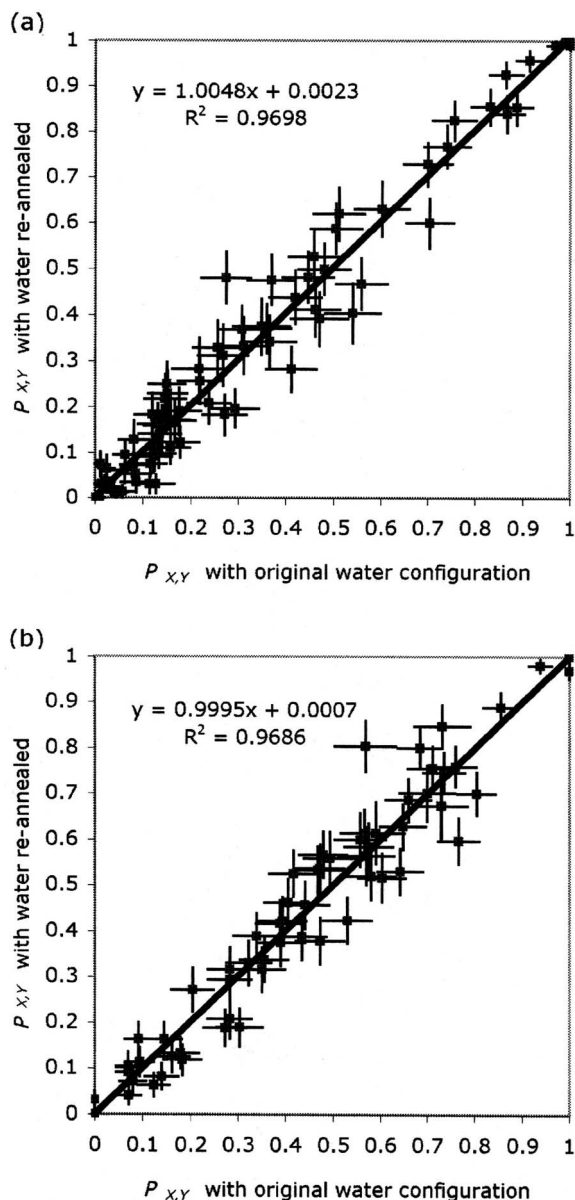 (a)
1
0.9
0.8
0.7
0.6
0.5
0.4
0.3
0.2
0.1
0
P X,Y with water re-annealed
y = 1.0048x + 0.0023
R² = 0.9698
0 0.1 0.2 0.3 0.4 0.5 0.6 0.7 0.8 0.9 1
P X,Y with original water configuration
(b)
1
0.9
0.8
0.7
0.6
0.5
0.4
0.3
0.2
0.1
0
P X,Y with water re-annealed
y = 0.9995x + 0.0007
R² = 0.9686
0 0.1 0.2 0.3 0.4 0.5 0.6 0.7 0.8 0.9 1
P X,Y with original water configuration